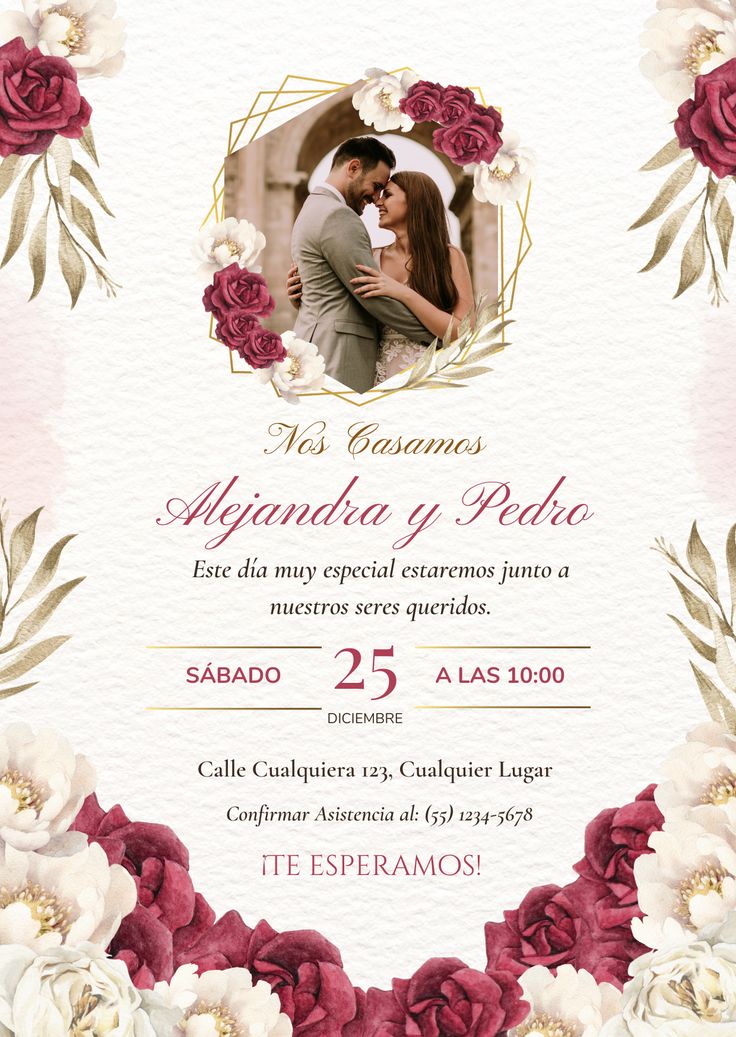 Nos Casamos
Alejandra y Pedro
Este día muy especial estaremos junto a
nuestros seres queridos.
SÁBADO
25
A LAS 10:00
DICIEMBRE
Calle Cualquiera 123, Cualquier Lugar
Confirmar Asistencia al: (55) 1234-5678
¡TE ESPERAMOS!